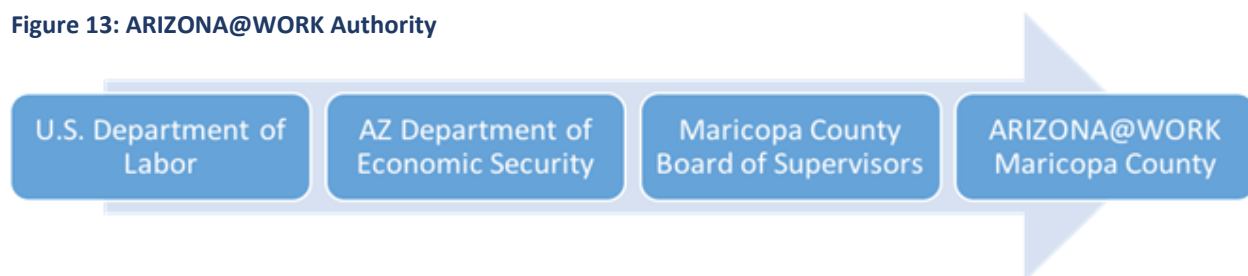 Figure 13: ARIZONA@WORK Authority
U.S. Department of
Labor
AZ Department of
Economic Security
Maricopa County
Board of Supervisors
ARIZONA@WORK
Maricopa County